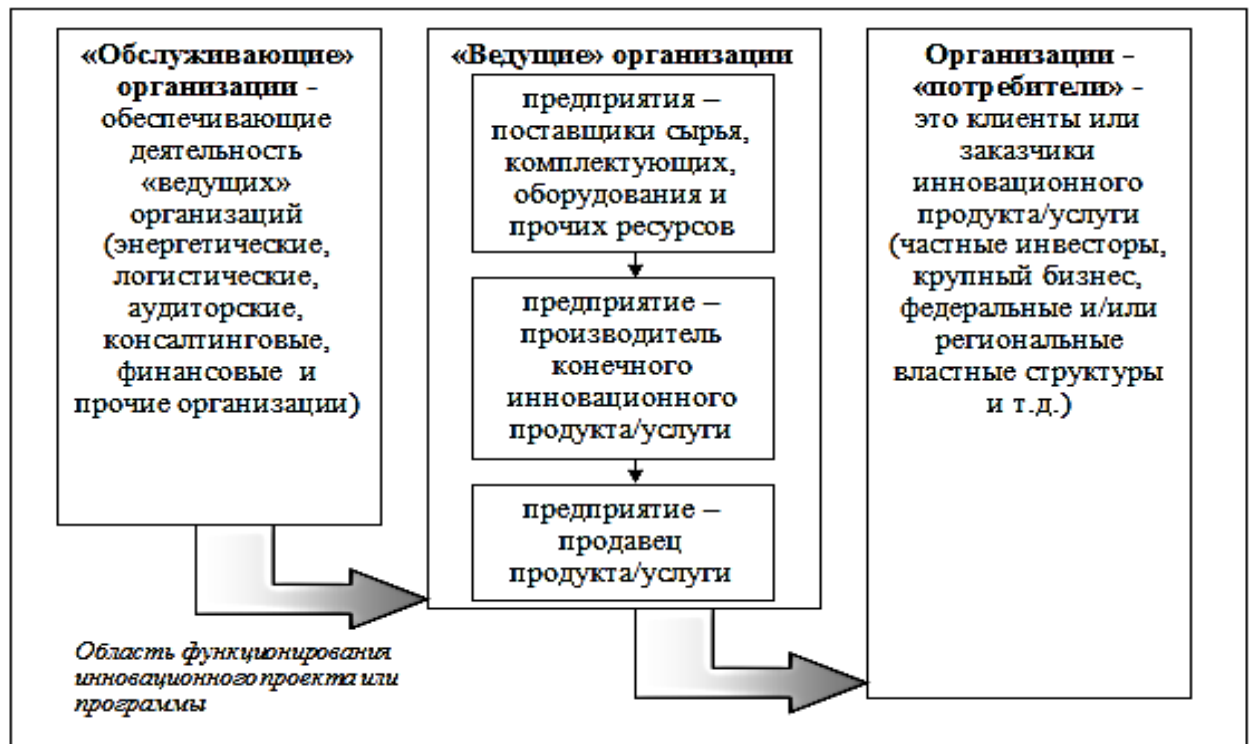 «Обслуживающие»
организации -
обеспечивающие
деятельность
«ведущих»
организаций
(энергетические,
логистические,
аудиторские,
консалтинговые,
финансовые и
прочие организации)
«Ведущие» организации
предприятия –
поставщики сырья,
комплектующих,
оборудования и
прочих ресурсов
предприятие –
производитель
конечного
инновационного
продукта/услуги
предприятие –
продавец
продукта/услуги
Организации -
«потребители» -
это клиенты или
заказчики
инновационного
продукта/услуги
(частные инвесторы,
крупный бизнес,
федеральные и/или
региональные
властные структуры
и т.д.)
Область функционирования
инновационного проекта или
программы